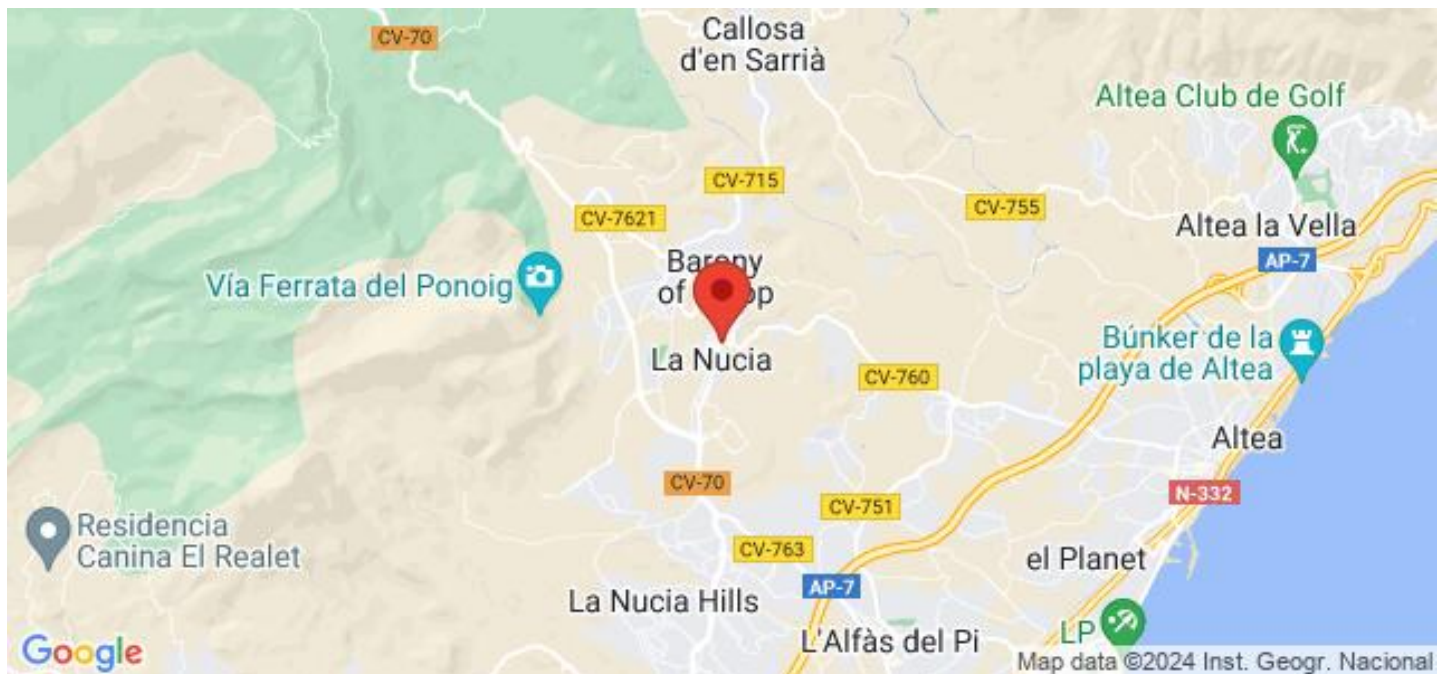 CV-70
Callosa
d'en Sarrià
Altea Club de Golf
CV-715
CV-7621
CV-755
Altea la Vella
AP-7
Barony
Vía Ferrata del Ponoig
of
La Nucia
Búnker de la
playa de Altea
CV-760
Altea
CV-70
N-332
CV-751
Residencia
Canina El Realet
CV-763
el Planet
AP-7
La Nucia Hills
LP
L'Alfàs del Pi
Google
Map data ©2024 Inst. Geogr. Nacional